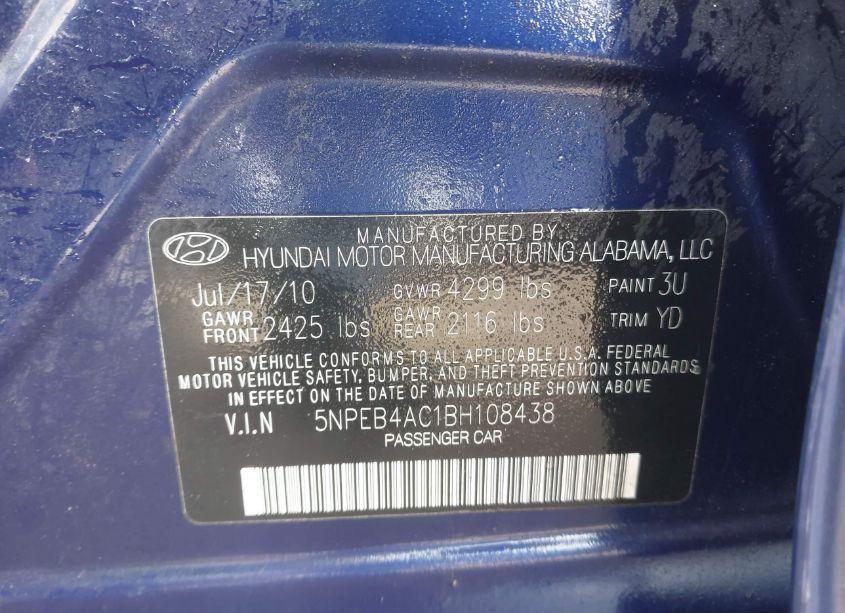 MANUFACTURED BY
HYUNDAI MOTOR MANUFACTURING ALABAMA, LLC
Jul/17/10 GVWR 4299 lbs PAINT 3U
GAWR FRONT 2425 lbs GAWR REAR 2116 lbs TRIM YD
THIS VEHICLE CONFORMS TO ALL APPLICABLE U.S.A. FEDERAL
MOTOR VEHICLE SAFETY, BUMPER, AND THEFT PREVENTION STANDARDS
IN EFFECT ON THE DATE OF MANUFACTURE SHOWN ABOVE
V.I.N 5NPEB4AC1BH108438
PASSENGER CAR